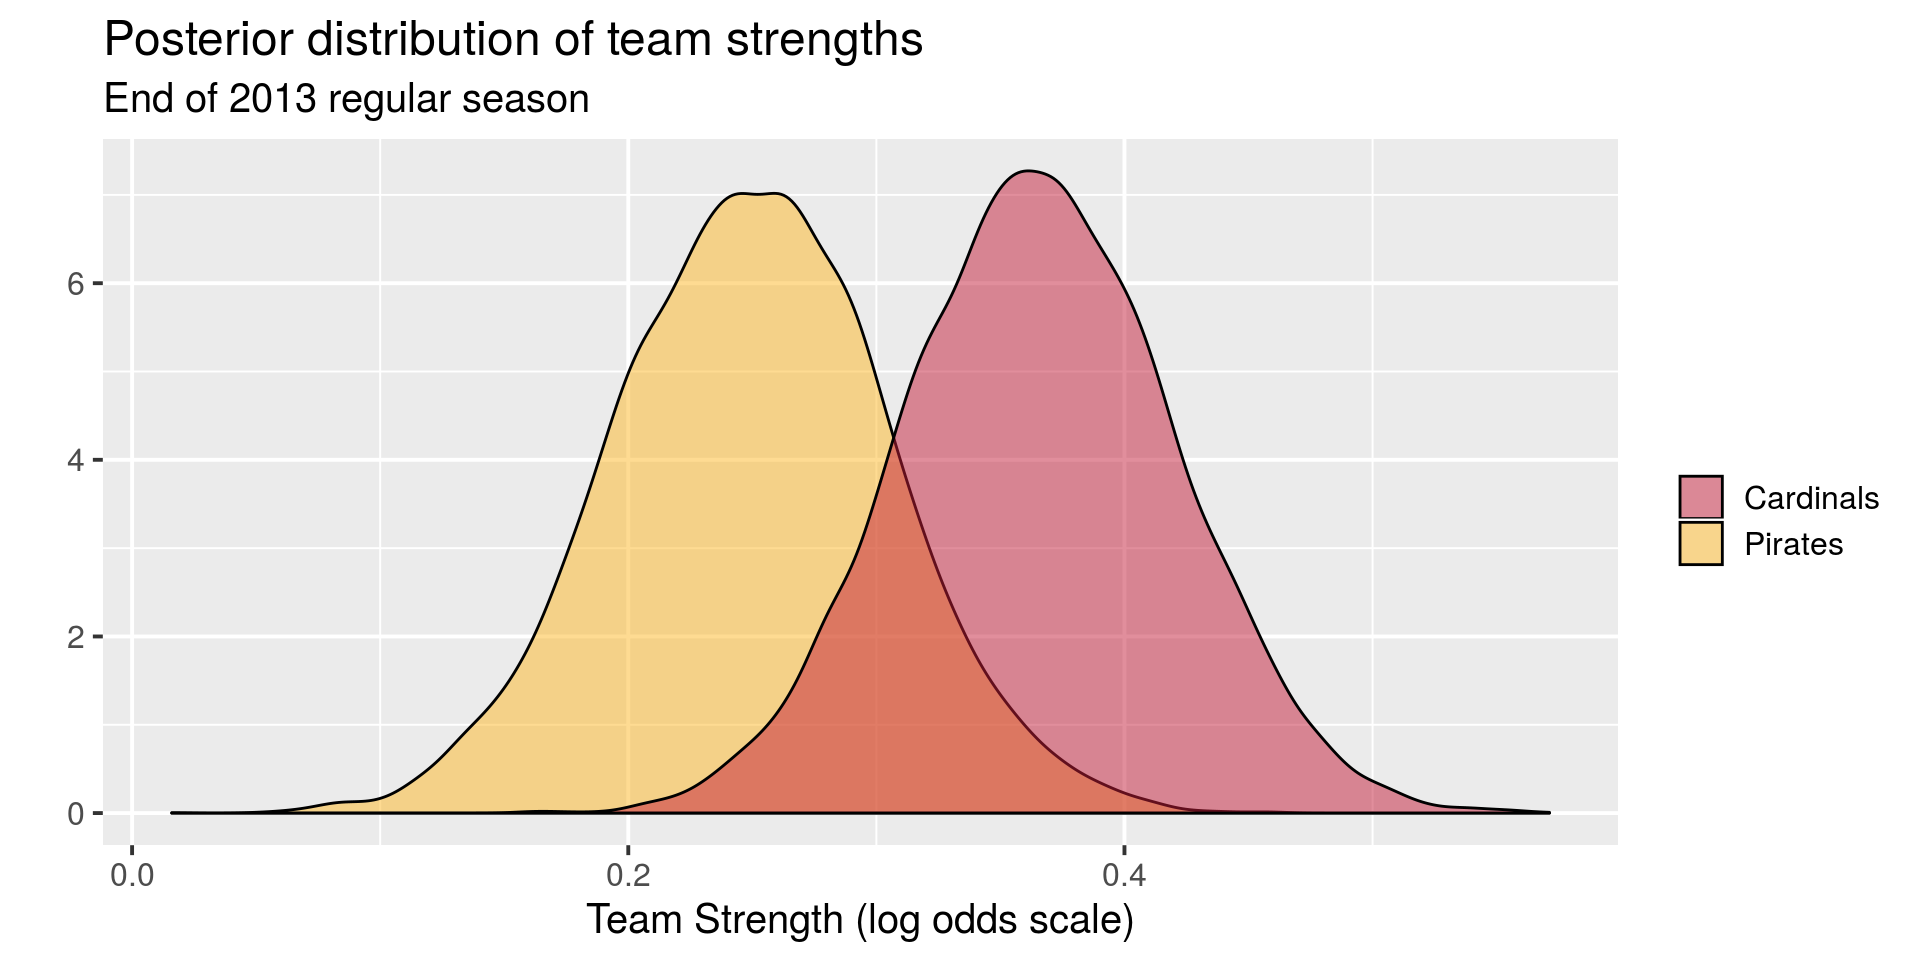 Posterior distribution of team strengths
End of 2013 regular season
6
4
2
0
0.0 0.2 0.4
Team Strength (log odds scale)
Cardinals
Pirates